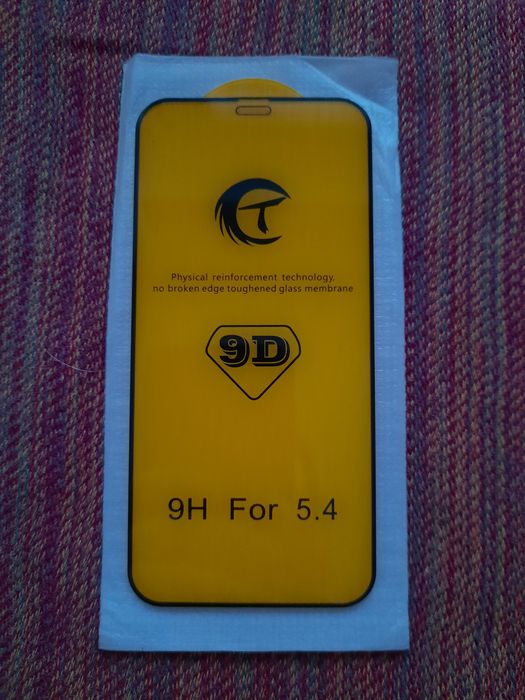 T
Physical reinforcement technology,
no broken edge toughened glass membrane
9D
9H For 5.4